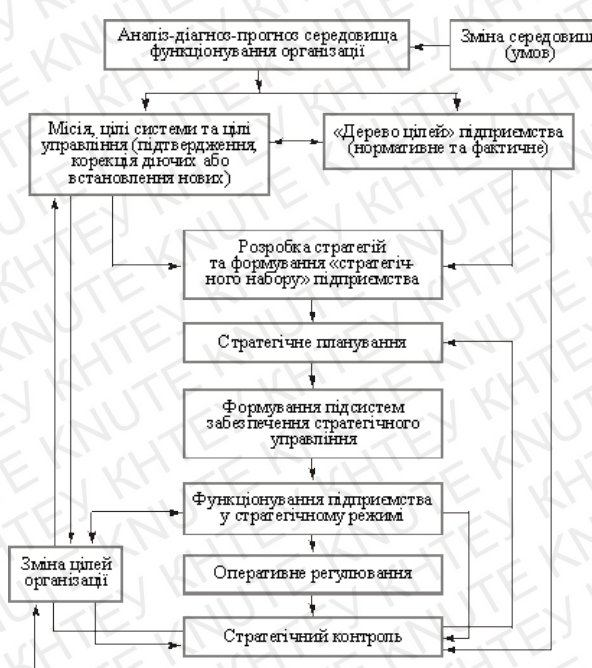 Аналіз-діагноз-прогноз середовища
функціонування організації
Зміна середовищ
(умов)
Місія, цілі системи та цілі
управління (підтвердження,
корекція діючих або
встановлення нових)
«Дерево цілей» підприємства
(нормативне та фактичне)
Розробка стратегій
та формування «стратегіч-
ного набору» підприємства
Стратегічне планування
Формування підсистем
забезпечення стратегічного
управління
Функціонування підприємства
у стратегічному режимі
Зміна цілей
організації
Оперативне регулювання
Стратегічний контроль